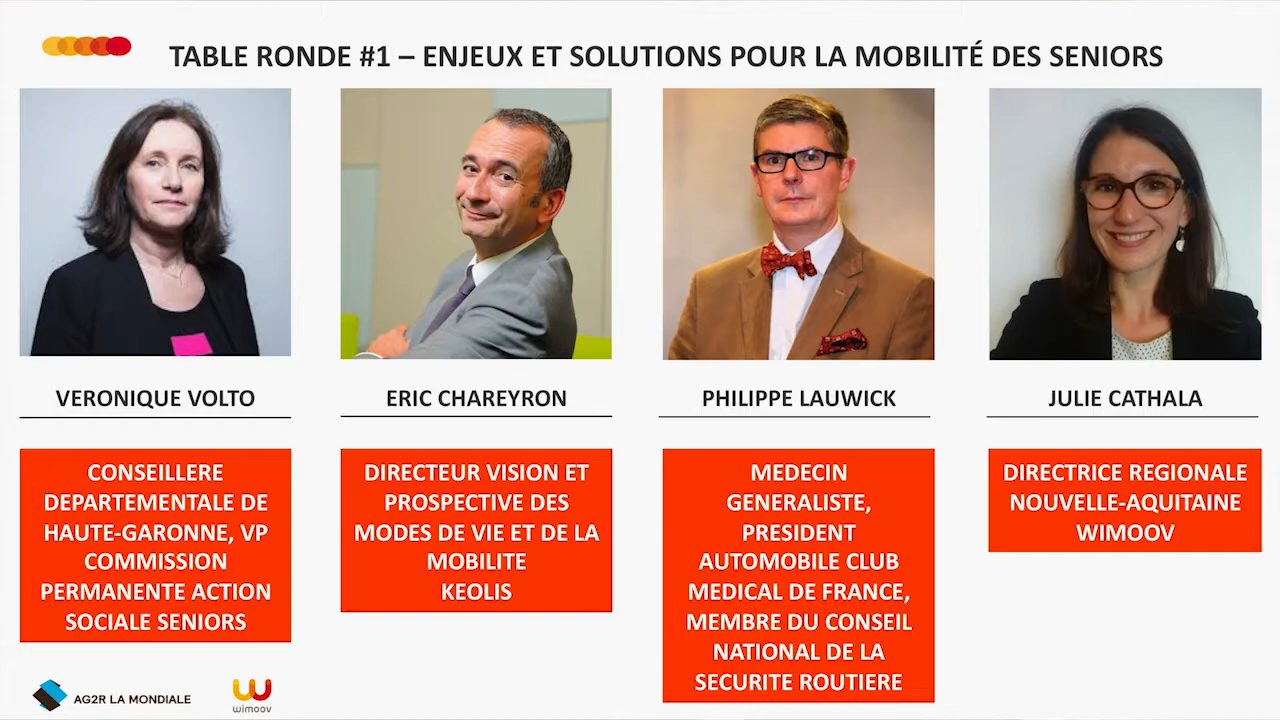 TABLE RONDE #1 – ENJEUX ET SOLUTIONS POUR LA MOBILITÉ DES SENIORS
VERONIQUE VOLTO
CONSEILLERE
DEPARTEMENTALE DE
HAUTE-GARONNE, VP
COMMISSION
PERMANENTE ACTION
SOCIALE SENIORS
ERIC CHAREYRON
DIRECTEUR VISION ET
PROSPECTIVE DES
MODES DE VIE ET DE LA
MOBILITE
KEOLIS
PHILIPPE LAUWICK
MEDECIN
GENERALISTE,
PRESIDENT
AUTOMOBILE CLUB
MEDICAL DE FRANCE,
MEMBRE DU CONSEIL
NATIONAL DE LA
SECURITE ROUTIERE
JULIE CATHALA
DIRECTRICE REGIONALE
NOUVELLE-AQUITAINE
WIMOOV
AG2R LA MONDIALE
wimoov